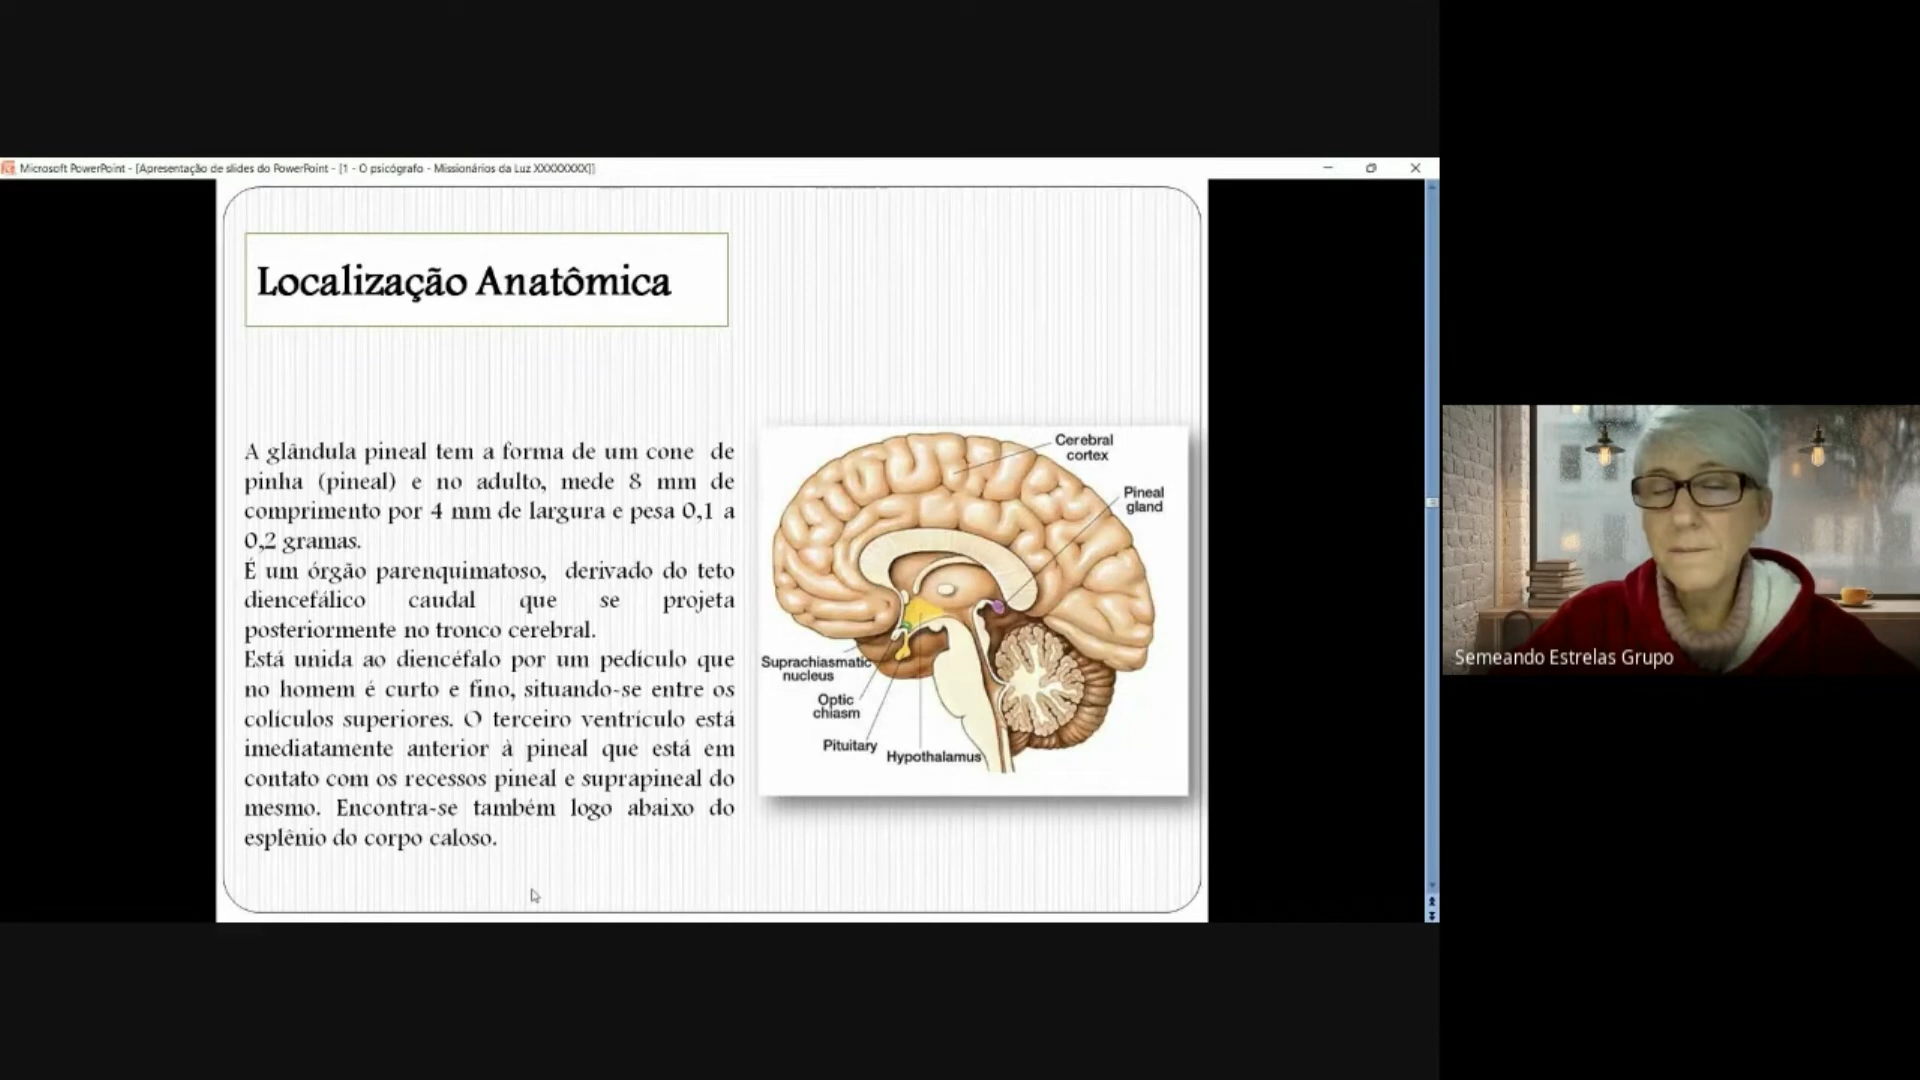 Microsoft PowerPoint - [Apresentação de slides do PowerPoint - [1 - O psicógrafo - Missionários da Luz XXXXXXXX]]
Localização Anatômica
A glândula pineal tem a forma de um cone de
pinha (pineal) e no adulto, mede 8 mm de
comprimento por 4 mm de largura e pesa 0,1 a
0,2 gramas.
É um órgão parenquimatoso, derivado do teto
diencefálico caudal que se projeta
posteriormente no tronco cerebral.
Está unida ao diencéfalo por um pedículo que
no homem é curto e fino, situando-se entre os
colículos superiores. O terceiro ventrículo está
imediatamente anterior à pineal que está em
contato com os recessos pineal e suprapineal do
mesmo. Encontra-se também logo abaixo do
esplênio do corpo caloso.
Cerebral
cortex
Pineal
gland
Suprachiasmatic
nucleus
Optic
chiasm
Pituitary
Hypothalamus
Semeando Estrelas Grupo